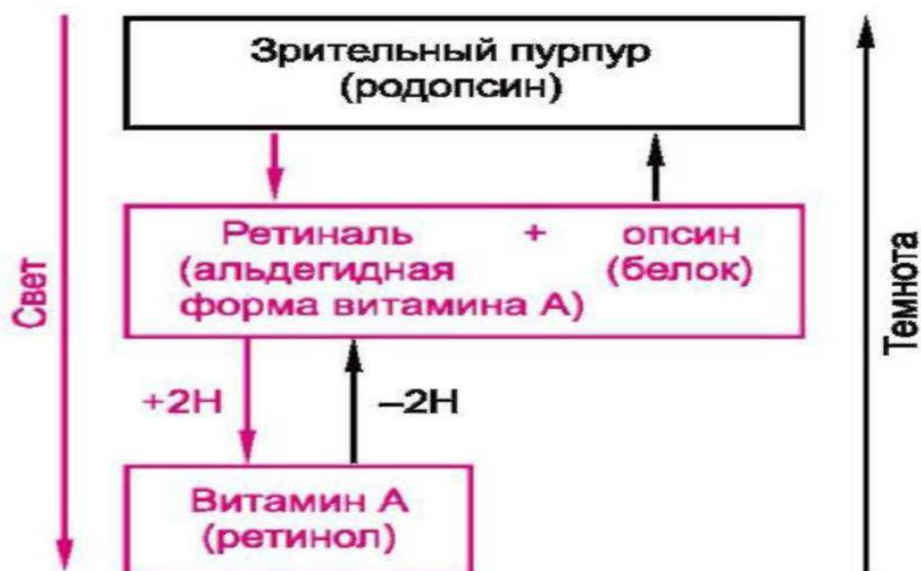 Зрительный пурпур
(родопсин)
Ретиналь + опсин
(альдегидная (белок)
форма витамина А)
Свет
Темнота
+2Н
–2Н
Витамин А
(ретинол)